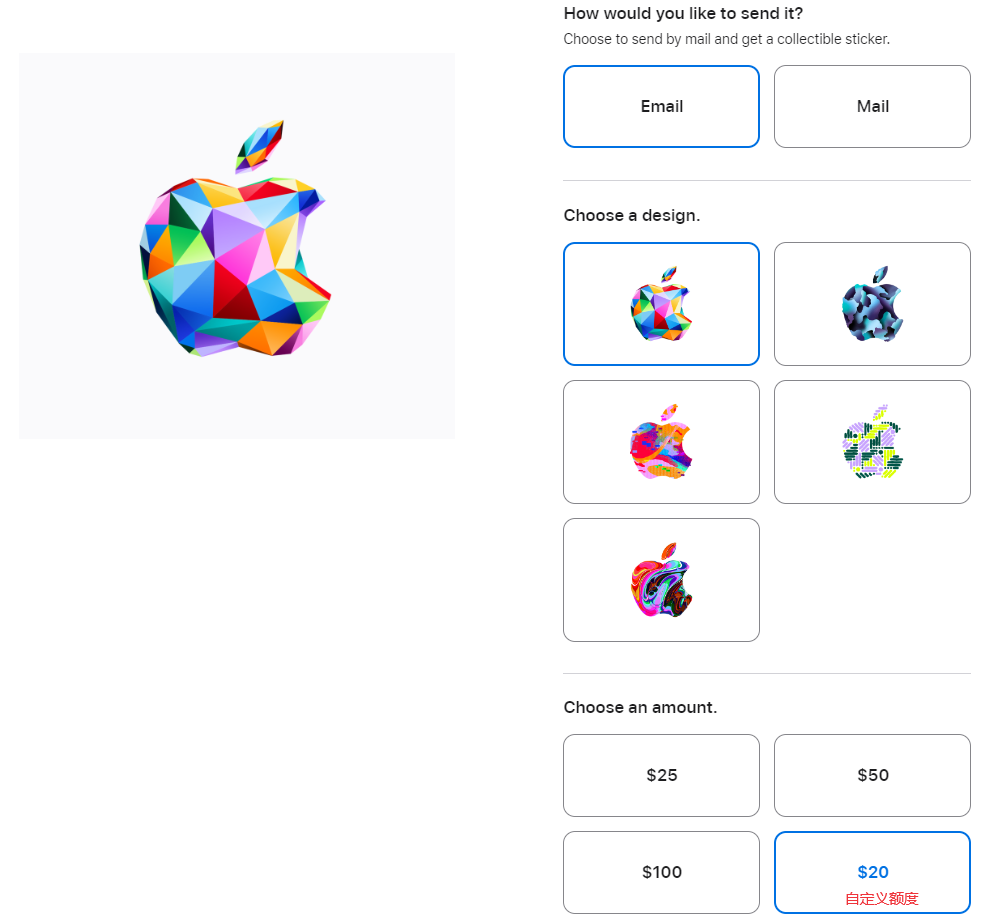 How would you like to send it?
Choose to send by mail and get a collectible sticker.
Email
Mail
Choose a design.
Choose an amount.
$25
$50
$100
$20
自定义额度